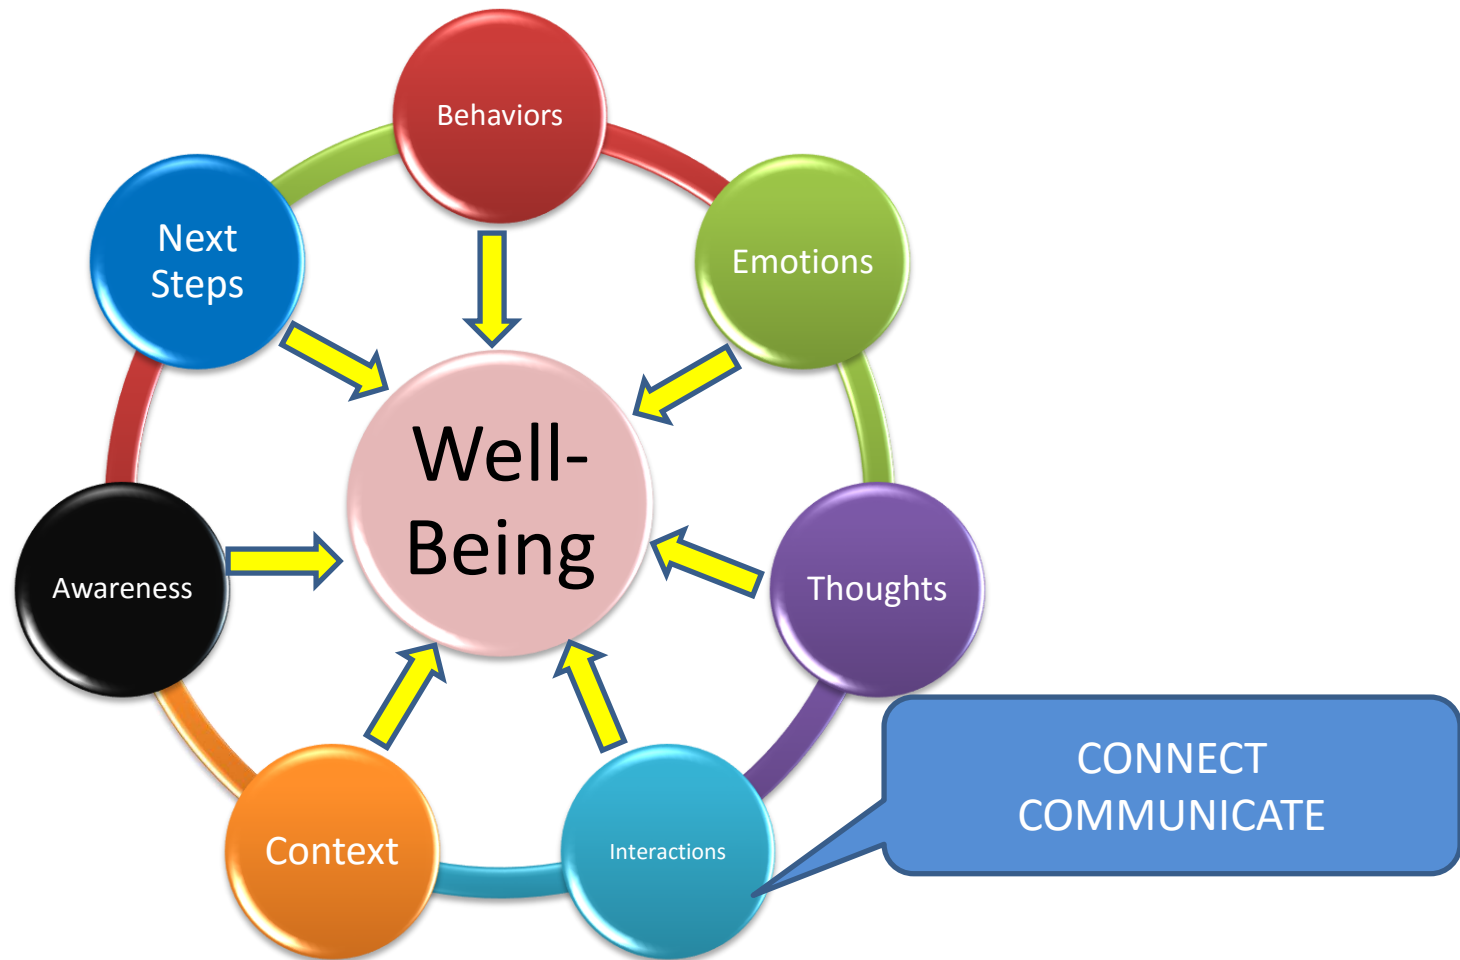 Behaviors
Next
Steps
Emotions
Well-
Being
Awareness
Thoughts
Context
Interactions
CONNECT
COMMUNICATE